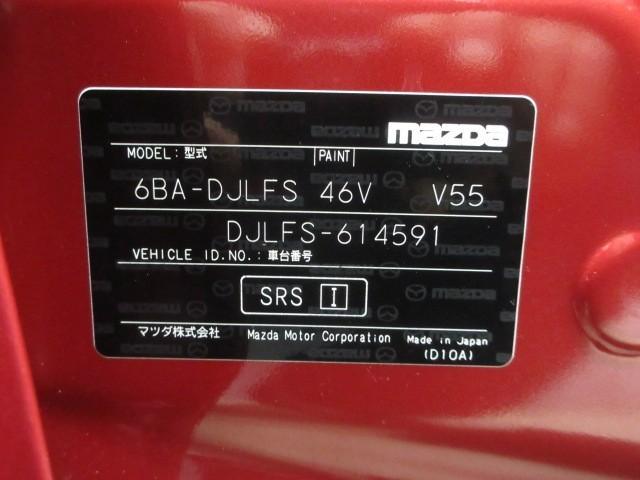 mazda
MODEL: 型式 PAINT
6BA-DJLFS 46V V55
DJLFS-614591
VEHICLE ID.NO.: 車台番号
SRS I
マツダ株式会社 Mazda Motor Corporation Made in Japan
(D10A)